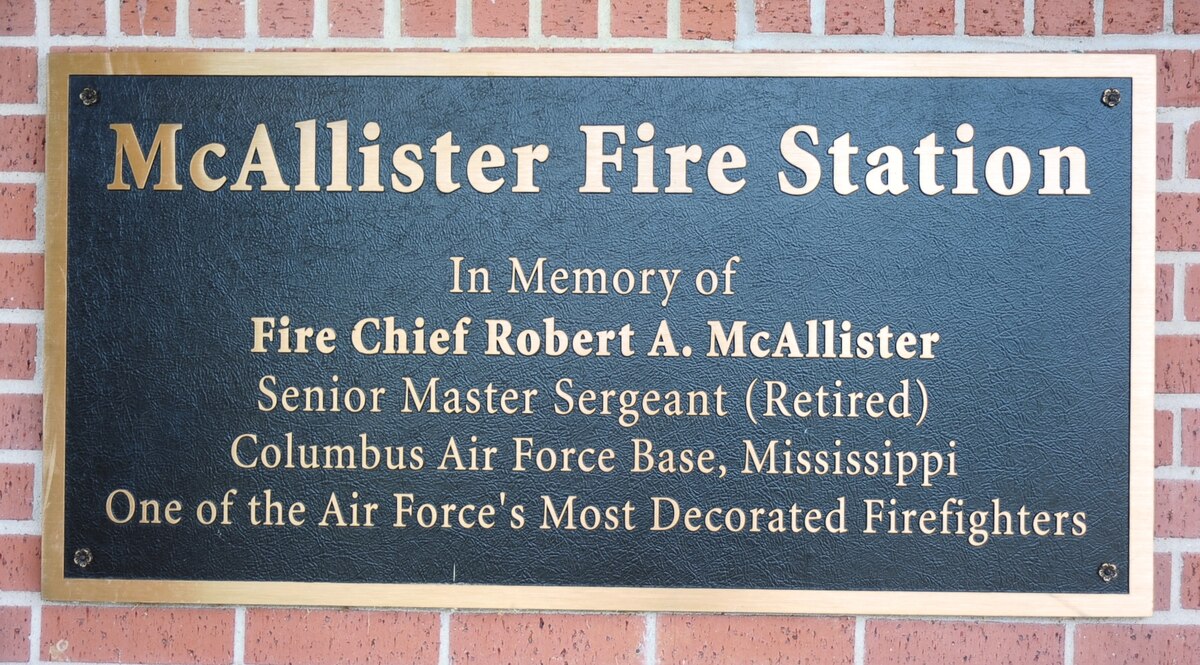 McAllister Fire Station
In Memory of
Fire Chief Robert A. McAllister
Senior Master Sergeant (Retired)
Columbus Air Force Base, Mississippi
One of the Air Force's Most Decorated Firefighters